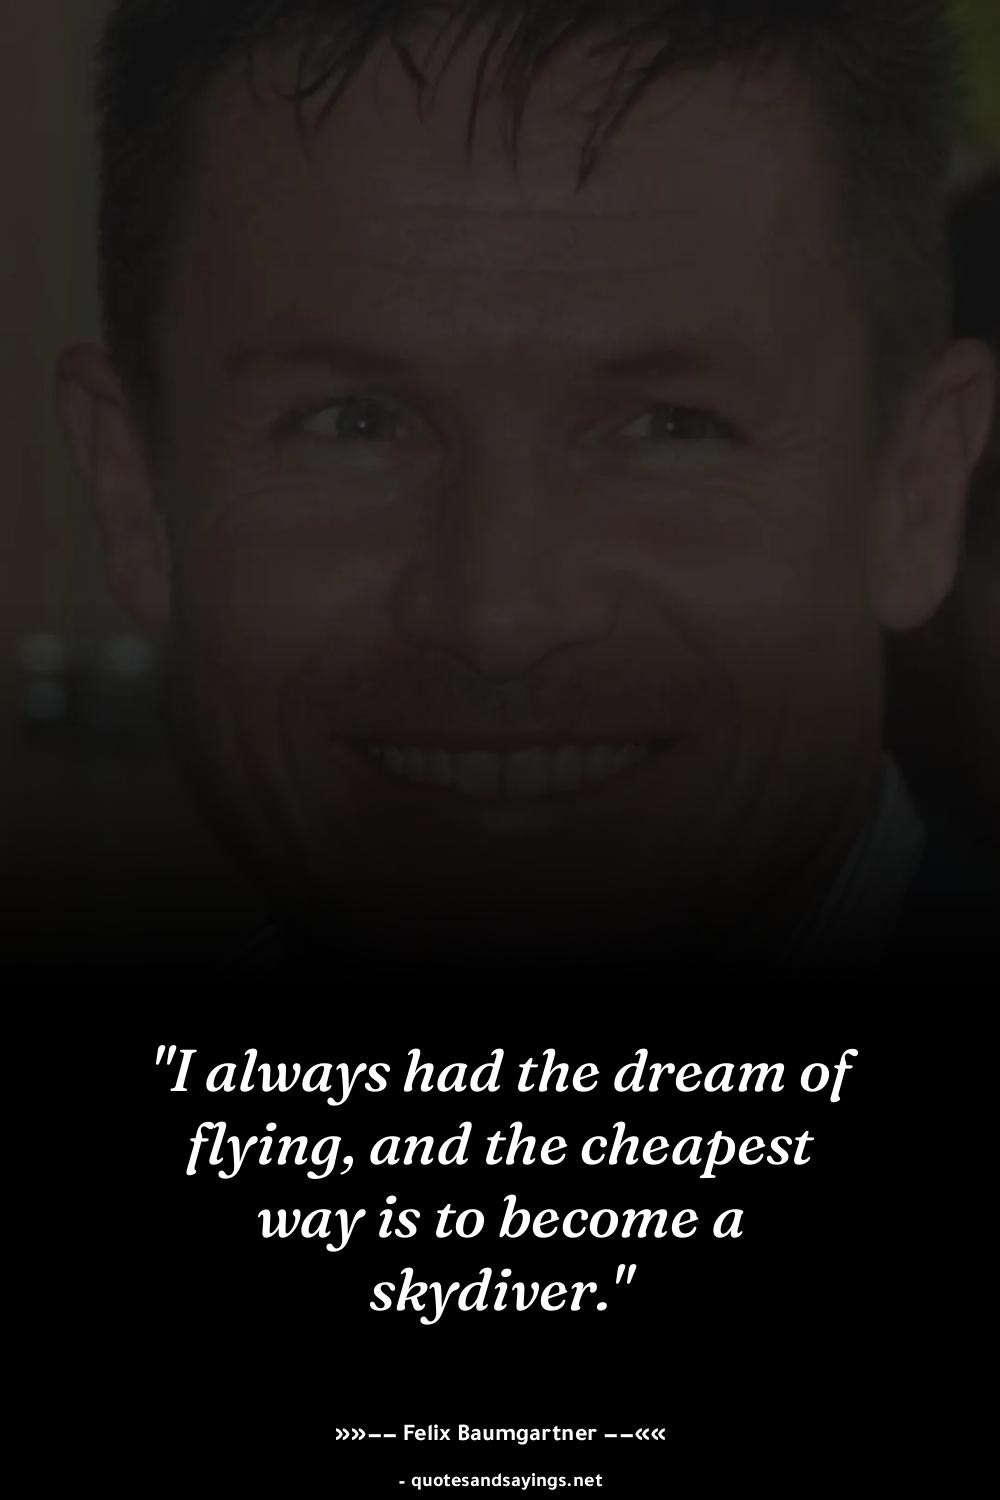 "I always had the dream of
flying, and the cheapest
way is to become a
skydiver."
»»−− Felix Baumgartner −−««
- quotesandsayings.net